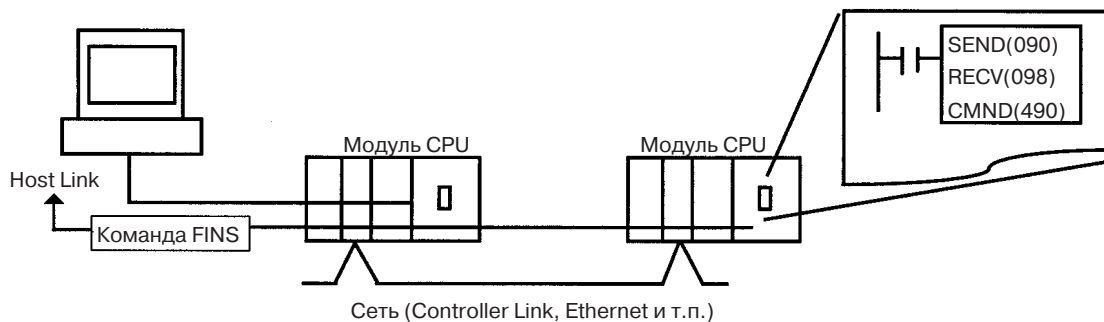 SEND(090)
RECV(098)
CMND(490)
Модуль CPU
Модуль CPU
Host Link
Команда FINS
Сеть (Controller Link, Ethernet и т.п.)